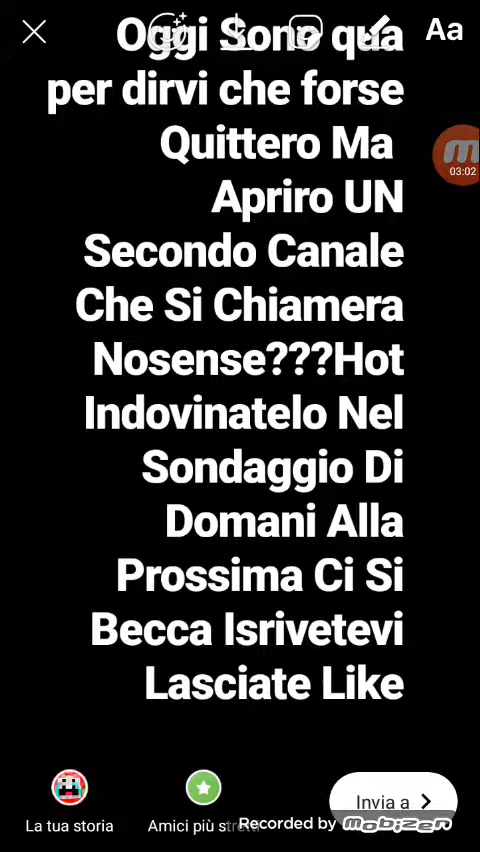 Oggi Sono qua
Aa
per dirvi che forse
Quittero Ma
03:02
Apriro UN
Secondo Canale
Che Si Chiamera
Nosense???Hot
Indovinatelo Nel
Sondaggio Di
Domani Alla
Prossima Ci Si
Becca Isrivetevi
Lasciate Like
Invia a
La tua storia
Amici più stretti
Recorded by mobizen